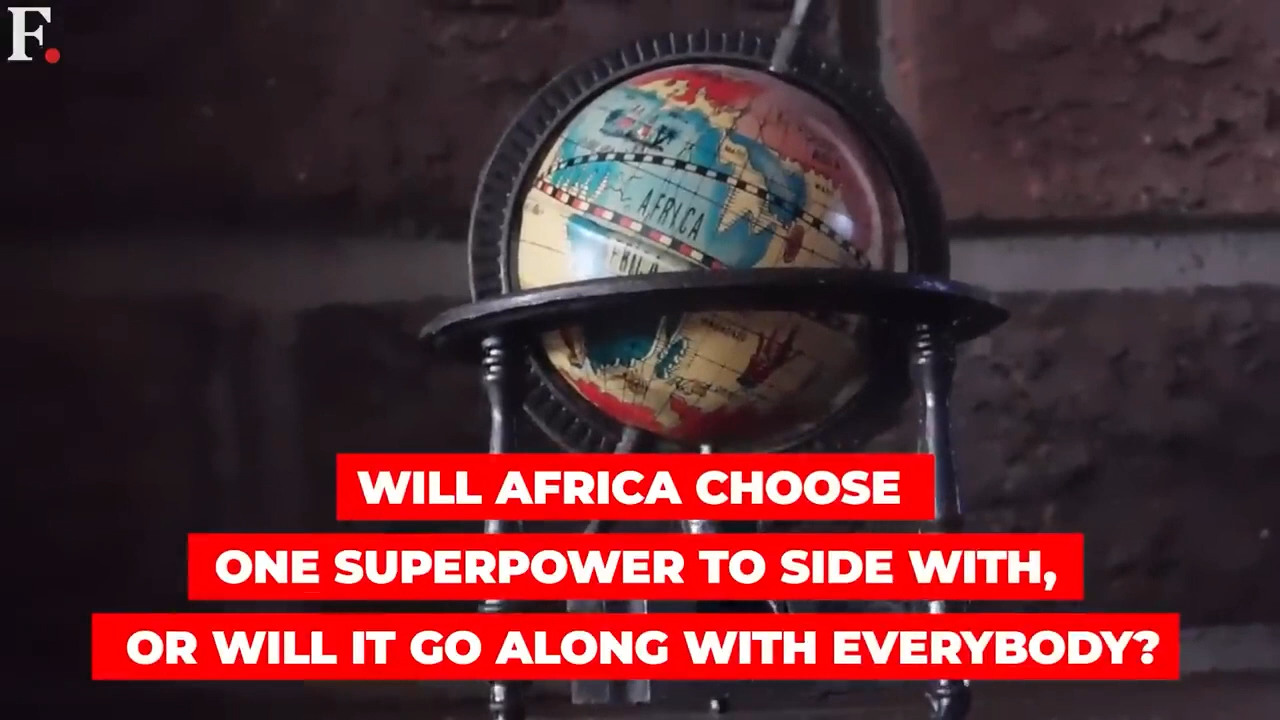 F.
AFRICA
WILL AFRICA CHOOSE
ONE SUPERPOWER TO SIDE WITH,
OR WILL IT GO ALONG WITH EVERYBODY?